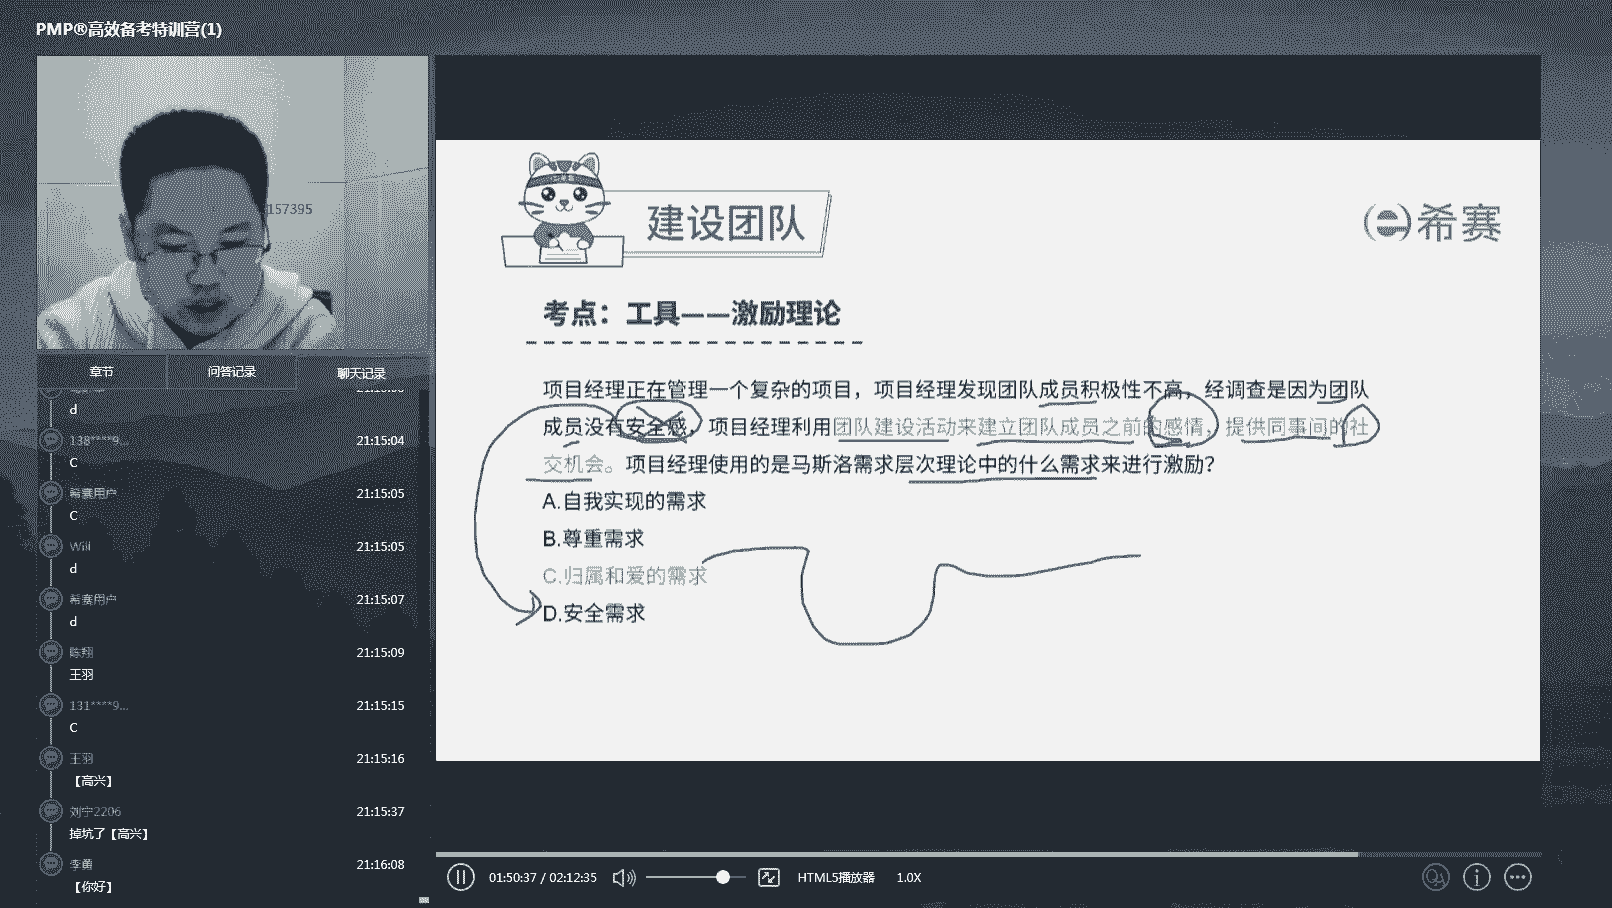 PMP®高效备考特训营(1)
157395
章节
问答记录
聊天记录
d
138****9...
21:15:04
C
希赛用户
21:15:05
C
Will
21:15:05
d
希赛用户
21:15:07
d
陈翔
21:15:09
王羽
131****9...
21:15:15
C
王羽
21:15:16
【高兴】
刘宁2206
21:15:37
掉坑了【高兴】
李勇
21:16:08
【你好】
建设团队
希赛
考点：工具——激励理论
项目经理正在管理一个复杂的项目，项目经理发现团队成员积极性不高，经调查是因为团队
成员没有安全感，项目经理利用团队建设活动来建立团队成员之前的感情，提供同事间的社
交机会。项目经理使用的是马斯洛需求层次理论中的什么需求来进行激励？
A.自我实现的需求
B.尊重需求
C.归属和爱的需求
D.安全需求
01:50:37 / 02:12:35
HTML5播放器
1.0X